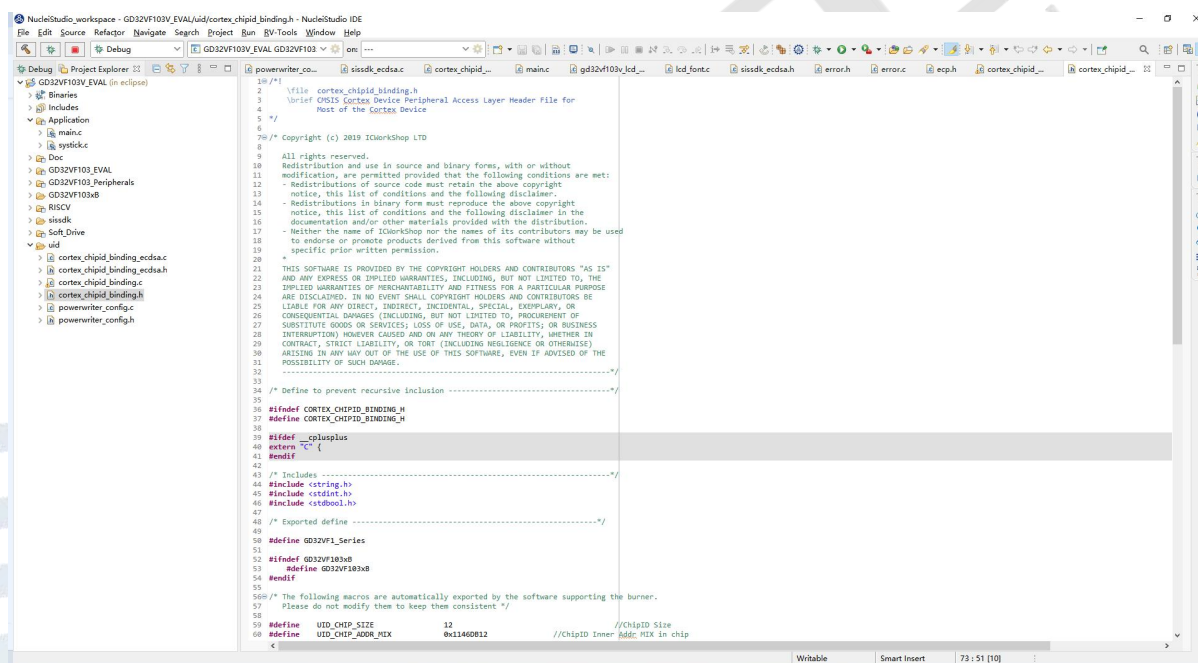 NucleiStudio_workspace - GD32VF103V_EVAL/uid/cortex_chipid_binding.h - NucleiStudio IDE
File Edit Source Refactor Navigate Search Project Run RV-Tools Window Help
Debug GD32VF103V_EVAL GD32VF103 on: ---
Debug Project Explorer
powerwriter_co... sissdk_ecdsa.c cortex_chipid_... main.c gd32vf103v_lcd_... lcd_font.c sissdk_ecdsa.h error.h error.c ecp.h cortex_chipid_... cortex_chipid_...
GD32VF103V_EVAL (in eclipse)
Binaries
Includes
Application
main.c
systick.c
Doc
GD32VF103_EVAL
GD32VF103_Peripherals
GD32VF103xB
RISCV
sissdk
Soft_Drive
uid
cortex_chipid_binding_ecdsa.c
cortex_chipid_binding_ecdsa.h
cortex_chipid_binding.c
cortex_chipid_binding.h
powerwriter_config.c
powerwriter_config.h
1 /*!
2 \file cortex_chipid_binding.h
3 \brief CMSIS Cortex Device Peripheral Access Layer Header File for
4 Most of the Cortex Device
5 */
6
7 /* Copyright (c) 2019 ICWorkShop LTD
8
9 All rights reserved.
10 Redistribution and use in source and binary forms, with or without
11 modification, are permitted provided that the following conditions are met:
12 - Redistributions of source code must retain the above copyright
13 notice, this list of conditions and the following disclaimer.
14 - Redistributions in binary form must reproduce the above copyright
15 notice, this list of conditions and the following disclaimer in the
16 documentation and/or other materials provided with the distribution.
17 - Neither the name of ICWorkShop nor the names of its contributors may be used
18 to endorse or promote products derived from this software without
19 specific prior written permission.
20 *
21 THIS SOFTWARE IS PROVIDED BY THE COPYRIGHT HOLDERS AND CONTRIBUTORS "AS IS"
22 AND ANY EXPRESS OR IMPLIED WARRANTIES, INCLUDING, BUT NOT LIMITED TO, THE
23 IMPLIED WARRANTIES OF MERCHANTABILITY AND FITNESS FOR A PARTICULAR PURPOSE
24 ARE DISCLAIMED. IN NO EVENT SHALL COPYRIGHT HOLDERS AND CONTRIBUTORS BE
25 LIABLE FOR ANY DIRECT, INDIRECT, INCIDENTAL, SPECIAL, EXEMPLARY, OR
26 CONSEQUENTIAL DAMAGES (INCLUDING, BUT NOT LIMITED TO, PROCUREMENT OF
27 SUBSTITUTE GOODS OR SERVICES; LOSS OF USE, DATA, OR PROFITS; OR BUSINESS
28 INTERRUPTION) HOWEVER CAUSED AND ON ANY THEORY OF LIABILITY, WHETHER IN
29 CONTRACT, STRICT LIABILITY, OR TORT (INCLUDING NEGLIGENCE OR OTHERWISE)
30 ARISING IN ANY WAY OUT OF THE USE OF THIS SOFTWARE, EVEN IF ADVISED OF THE
31 POSSIBILITY OF SUCH DAMAGE.
32 ---------------------------------------------------------------------------*/
33
34 /* Define to prevent recursive inclusion -------------------------------------*/
35
36 #ifndef CORTEX_CHIPID_BINDING_H
37 #define CORTEX_CHIPID_BINDING_H
38
39 #ifdef __cplusplus
40 extern "C" {
41 #endif
42
43 /* Includes ------------------------------------------------------------------*/
44 #include <string.h>
45 #include <stdint.h>
46 #include <stdbool.h>
47
48 /* Exported define -----------------------------------------------------------*/
49
50 #define GD32VF1_Series
51
52 #ifndef GD32VF103xB
53 #define GD32VF103xB
54 #endif
55
56 /* The following macros are automatically exported by the software supporting the burner.
57 Please do not modify them to keep them consistent */
58
59 #define UID_CHIP_SIZE 12 //ChipID Size
60 #define UID_CHIP_ADDR_MIX 0x1146DB12 //ChipID Inner Addr MIX in chip
Writable Smart Insert 73 : 51 [10]